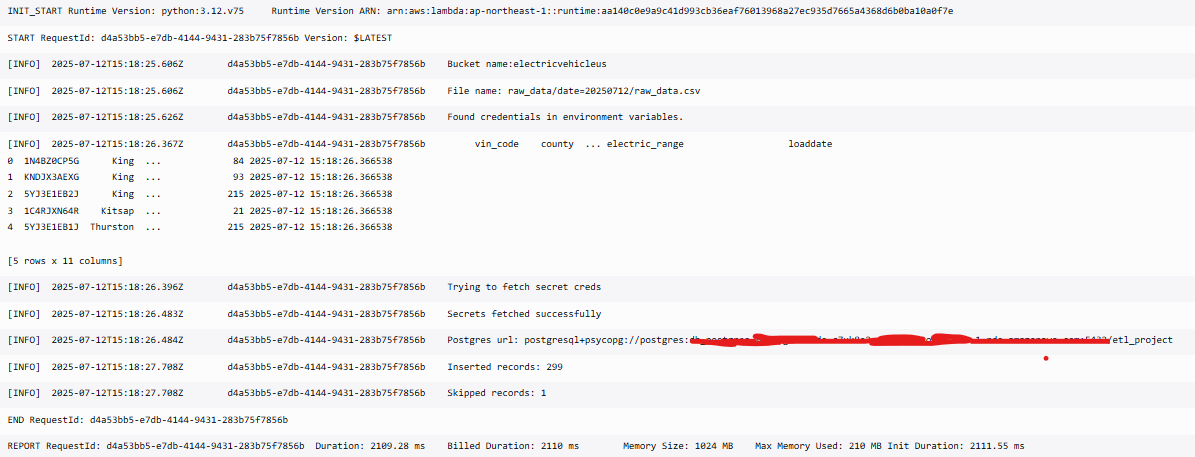 INIT_START Runtime Version: python:3.12.v75 Runtime Version ARN: arn:aws:lambda:ap-northeast-1::runtime:aa140c0e9a9c41d993cb36eaf76013968a27ec935d7665a4368d6b0ba10a0f7e
START RequestId: d4a53bb5-e7db-4144-9431-283b75f7856b Version: $LATEST
[INFO] 2025-07-12T15:18:25.606Z d4a53bb5-e7db-4144-9431-283b75f7856b Bucket name:electricvehicleus
[INFO] 2025-07-12T15:18:25.606Z d4a53bb5-e7db-4144-9431-283b75f7856b File name: raw_data/date=20250712/raw_data.csv
[INFO] 2025-07-12T15:18:25.626Z d4a53bb5-e7db-4144-9431-283b75f7856b Found credentials in environment variables.
[INFO] 2025-07-12T15:18:26.367Z d4a53bb5-e7db-4144-9431-283b75f7856b vin_code county ... electric_range loaddate
0 1N4BZ0CP5G King ... 84 2025-07-12 15:18:26.366538
1 KNDJX3AEXG King ... 93 2025-07-12 15:18:26.366538
2 5YJ3E1EB2J King ... 215 2025-07-12 15:18:26.366538
3 1C4RJXN64R Kitsap ... 21 2025-07-12 15:18:26.366538
4 5YJ3E1EB1J Thurston ... 215 2025-07-12 15:18:26.366538
[5 rows x 11 columns]
[INFO] 2025-07-12T15:18:26.396Z d4a53bb5-e7db-4144-9431-283b75f7856b Trying to fetch secret creds
[INFO] 2025-07-12T15:18:26.483Z d4a53bb5-e7db-4144-9431-283b75f7856b Secrets fetched successfully
[INFO] 2025-07-12T15:18:26.484Z d4a53bb5-e7db-4144-9431-283b75f7856b Postgres url: postgresql+psycopg://postgres: /etl_project
[INFO] 2025-07-12T15:18:27.708Z d4a53bb5-e7db-4144-9431-283b75f7856b Inserted records: 299
[INFO] 2025-07-12T15:18:27.708Z d4a53bb5-e7db-4144-9431-283b75f7856b Skipped records: 1
END RequestId: d4a53bb5-e7db-4144-9431-283b75f7856b
REPORT RequestId: d4a53bb5-e7db-4144-9431-283b75f7856b Duration: 2109.28 ms Billed Duration: 2110 ms Memory Size: 1024 MB Max Memory Used: 210 MB Init Duration: 2111.55 ms